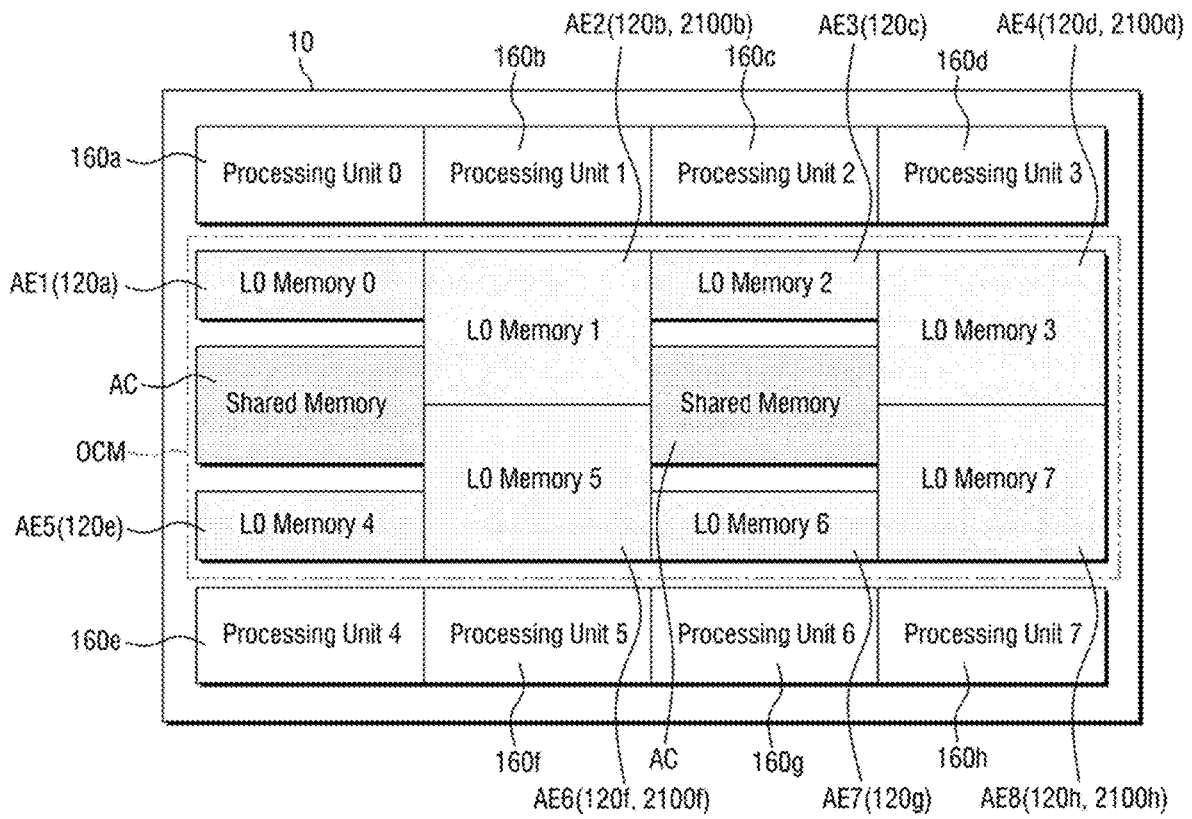 AE2(120b, 2100b) AE3(120c) AE4(120d, 2100d)
10 160b 160c 160d
160a
Processing Unit 0 Processing Unit 1 Processing Unit 2 Processing Unit 3
AE1(120a) L0 Memory 0 L0 Memory 2
L0 Memory 1 L0 Memory 3
AC
Shared Memory Shared Memory
OCM
L0 Memory 5 L0 Memory 7
AE5(120e) L0 Memory 4 L0 Memory 6
160e Processing Unit 4 Processing Unit 5 Processing Unit 6 Processing Unit 7
160f AC 160g 160h
AE6(120f, 2100f) AE7(120g) AE8(120h, 2100h)